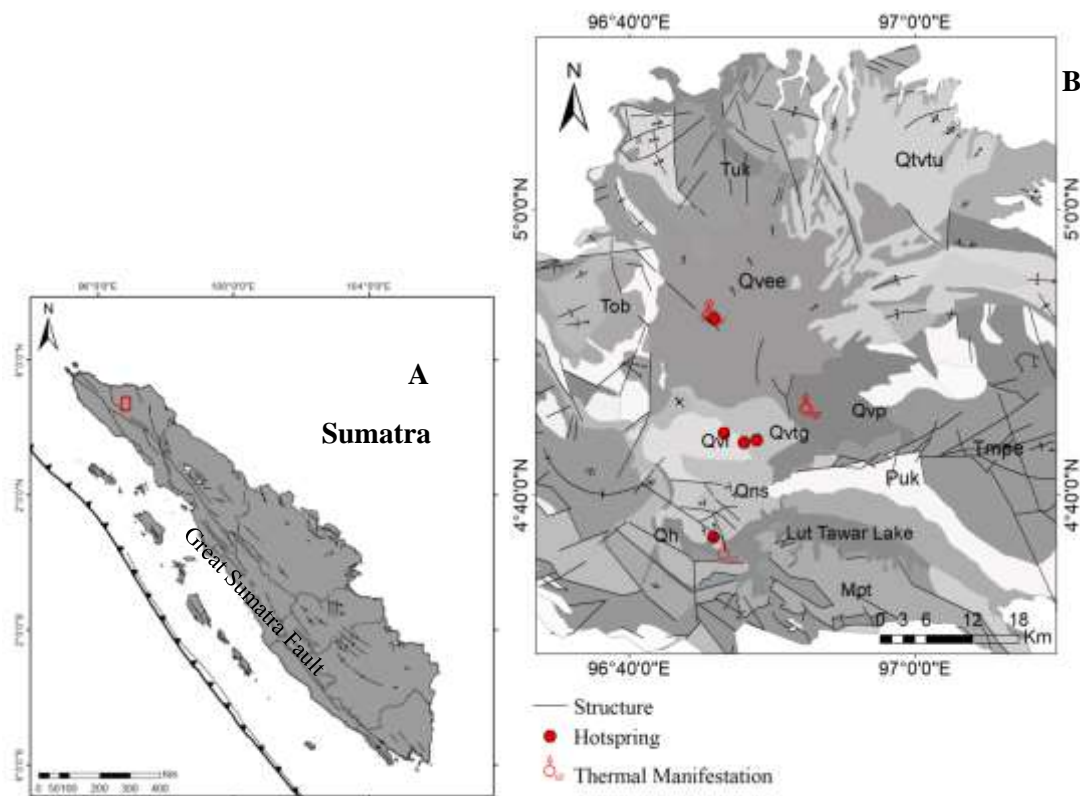 A
N
Sumatra
Great Sumatra Fault
B
96°40'0"E 97°0'0"E
N
Qtvtu
Tuk
5°0'0"N 5°0'0"N
Qvee
Tob
Qvp
Qvtg
Tmpe
Puk
4°40'0"N 4°40'0"N
Qns
Qh
Lut Tawar Lake
Mpt
0 3 6 12 18
Km
96°40'0"E 97°0'0"E
Structure
Hotspring
Thermal Manifestation